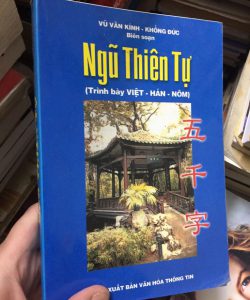 VŨ VĂN KÍNH - KHỔNG ĐỨC
Biên soạn
Ngũ Thiên Tự
(Trình bày VIỆT - HÁN - NÔM)
五千字
XUẤT BẢN VĂN HÓA THÔNG TIN